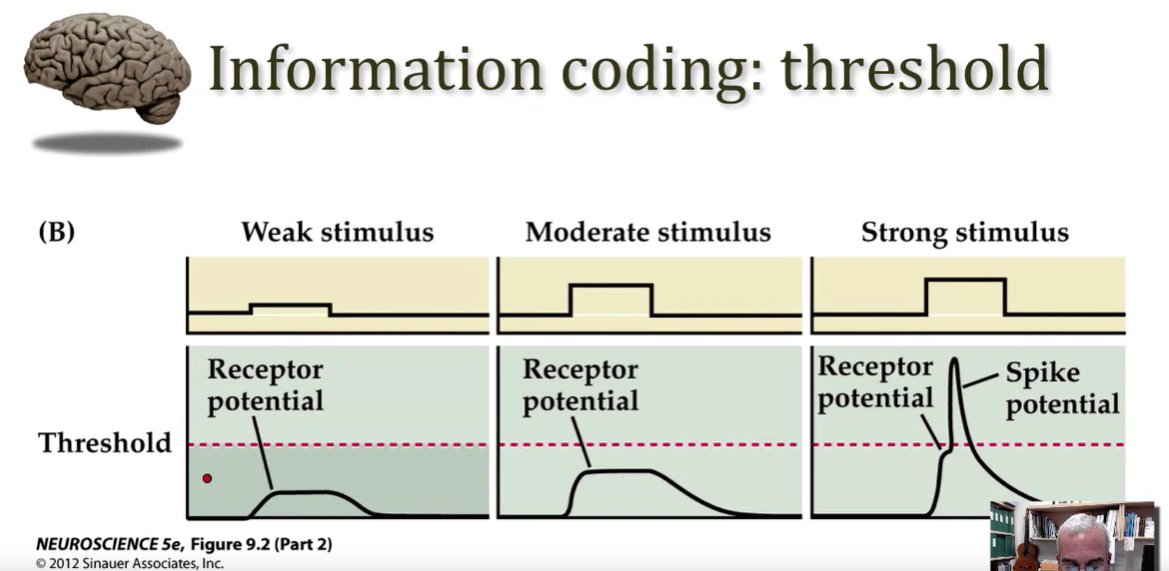 Information coding: threshold
(B)
Weak stimulus
Moderate stimulus
Strong stimulus
Receptor
potential
Receptor
potential
Receptor
potential
Spike
potential
Threshold
NEUROSCIENCE 5e, Figure 9.2 (Part 2)
© 2012 Sinauer Associates, Inc.